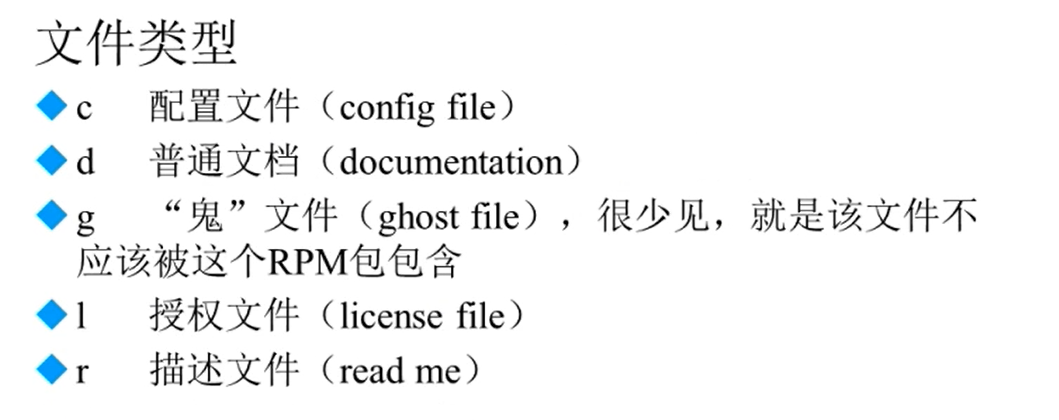 文件类型
◆c 配置文件（config file）
◆d 普通文档（documentation）
◆g “鬼”文件（ghost file），很少见，就是该文件不
应该被这个RPM包包含
◆l 授权文件（license file）
◆r 描述文件（read me）